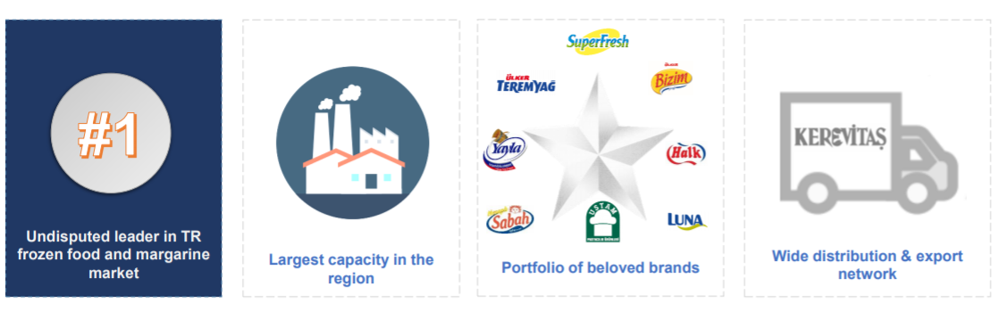 #1
Undisputed leader in TR
frozen food and margarine
market
Largest capacity in the
region
SuperFresh
ÜLKER
TEREMYAĞ
ÜLKER
Bizim
Yayla
Halk
Sabah
USTAM
LUNA
Portfolio of beloved brands
KEREVİTAŞ
Wide distribution & export
network